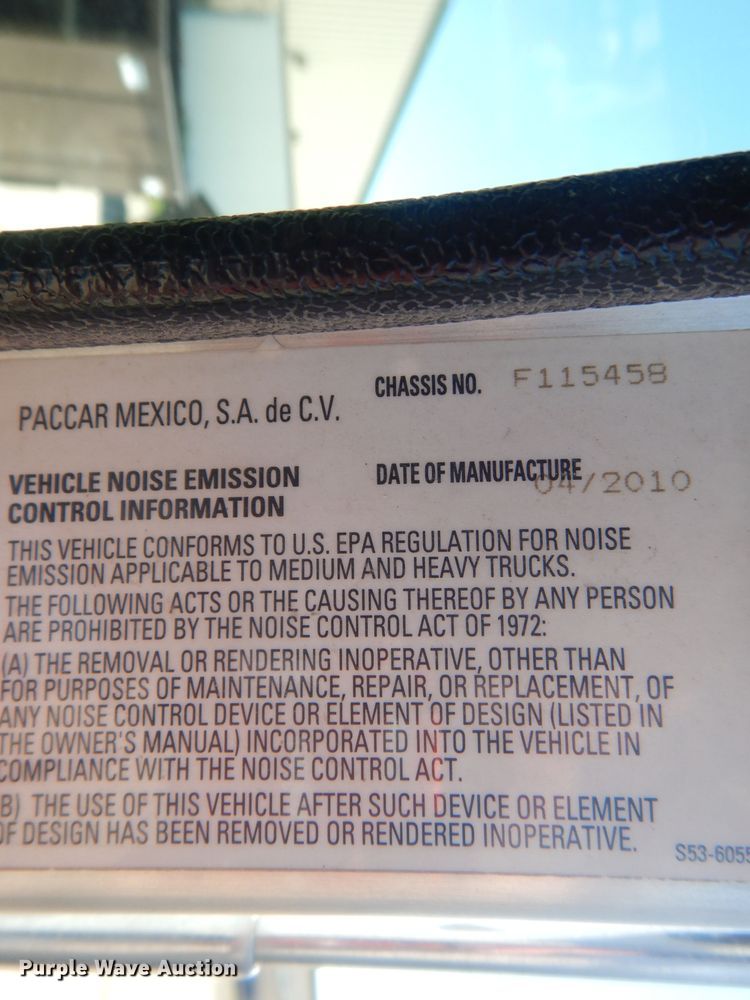 CHASSIS NO. F115458
PACCAR MEXICO, S.A. de C.V.
VEHICLE NOISE EMISSION
CONTROL INFORMATION
DATE OF MANUFACTURE 04/2010
THIS VEHICLE CONFORMS TO U.S. EPA REGULATION FOR NOISE
EMISSION APPLICABLE TO MEDIUM AND HEAVY TRUCKS.
THE FOLLOWING ACTS OR THE CAUSING THEREOF BY ANY PERSON
ARE PROHIBITED BY THE NOISE CONTROL ACT OF 1972:
(A) THE REMOVAL OR RENDERING INOPERATIVE, OTHER THAN
FOR PURPOSES OF MAINTENANCE, REPAIR, OR REPLACEMENT, OF
ANY NOISE CONTROL DEVICE OR ELEMENT OF DESIGN (LISTED IN
THE OWNER'S MANUAL) INCORPORATED INTO THE VEHICLE IN
COMPLIANCE WITH THE NOISE CONTROL ACT.
B) THE USE OF THIS VEHICLE AFTER SUCH DEVICE OR ELEMENT
OF DESIGN HAS BEEN REMOVED OR RENDERED INOPERATIVE.
S53-6055
Purple Wave Auction